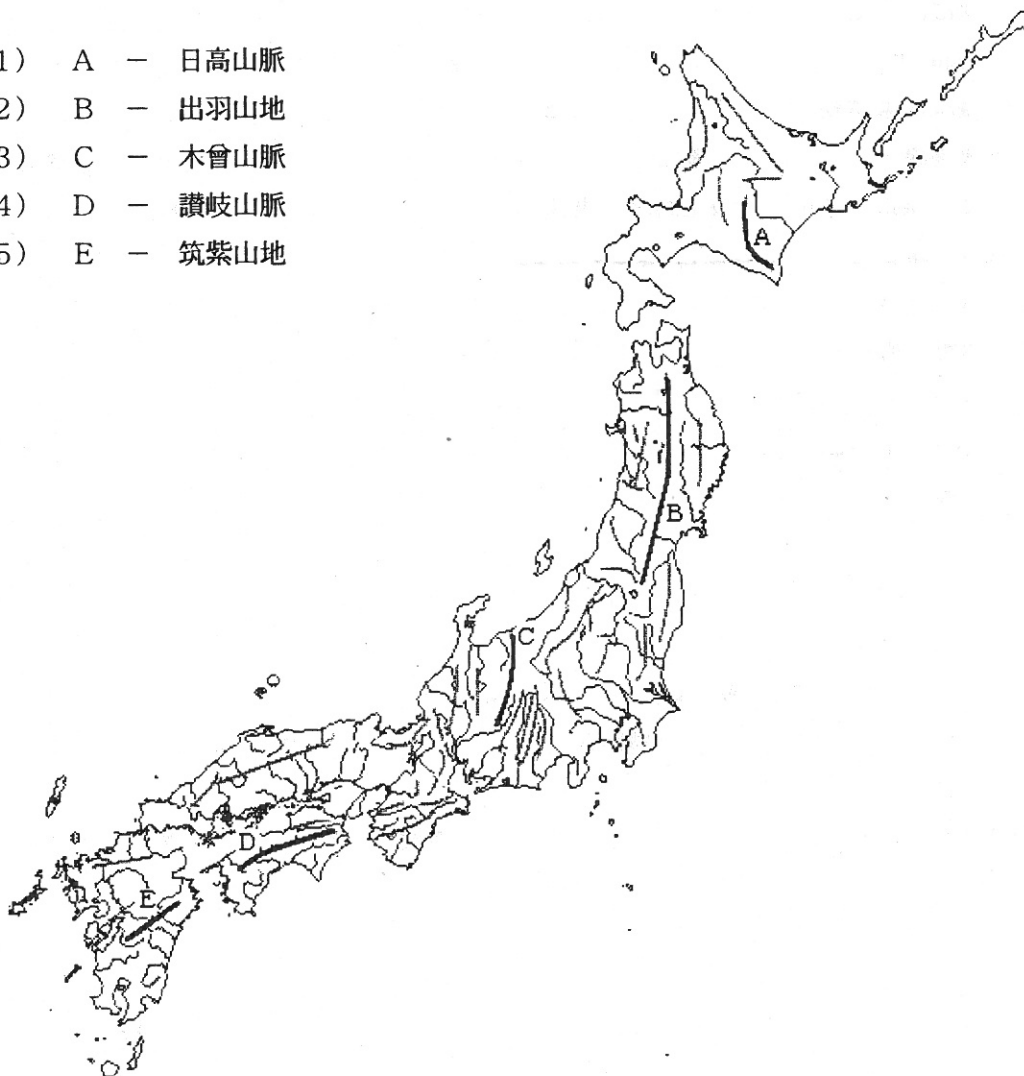 1) A － 日高山脈
2) B － 出羽山地
3) C － 木曾山脈
4) D － 讃岐山脈
5) E － 筑紫山地
A
B
C
D
E